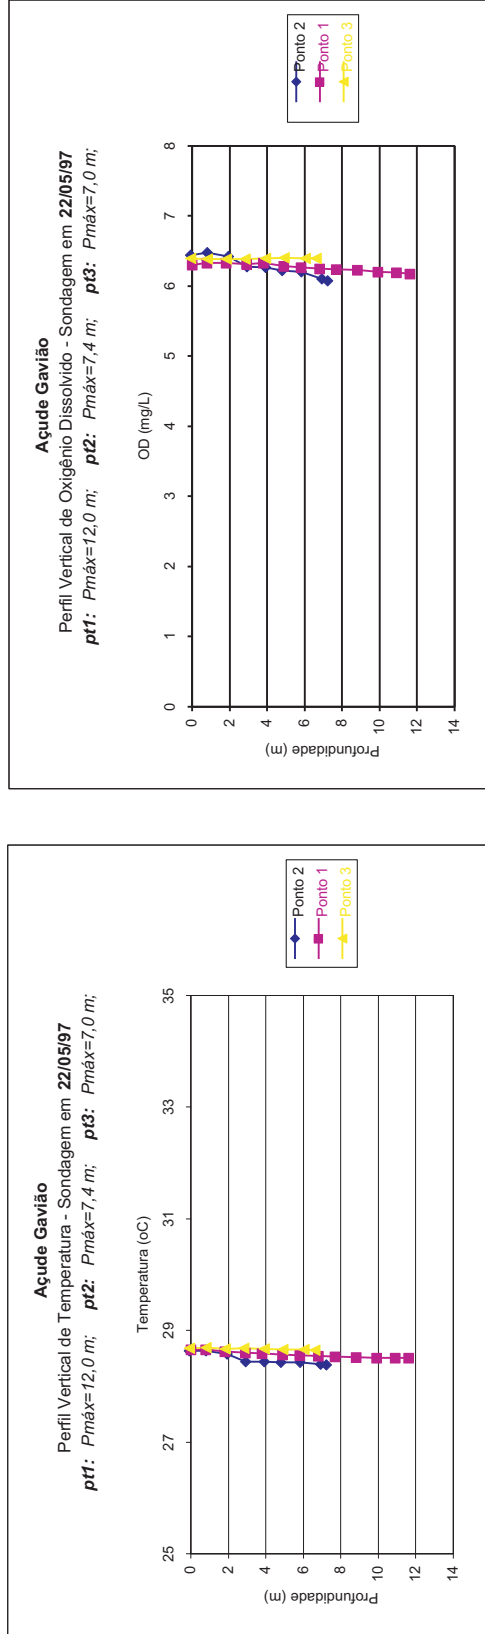 Açude Gavião
Perfil Vertical de Temperatura - Sondagem em 22/05/97
pt1: Pmáx=12,0 m; pt2: Pmáx=7,4 m; pt3: Pmáx=7,0 m;
Temperatura (oC)
25 27 29 31 33 35
0
2
4
6
8
10
12
14
Profundidade (m)
Ponto 2
Ponto 1
Ponto 3
Açude Gavião
Perfil Vertical de Oxigênio Dissolvido - Sondagem em 22/05/97
pt1: Pmáx=12,0 m; pt2: Pmáx=7,4 m; pt3: Pmáx=7,0 m;
OD (mg/L)
0 1 2 3 4 5 6 7 8
0
2
4
6
8
10
12
14
Profundidade (m)
Ponto 2
Ponto 1
Ponto 3